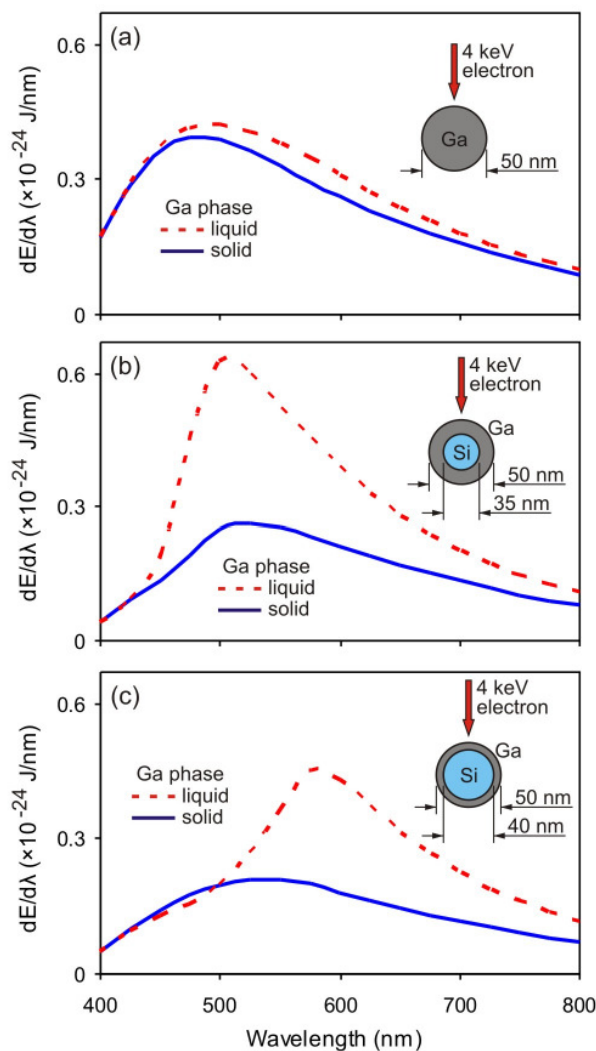 (a)
4 keV
electron
Ga
50 nm
Ga phase
liquid
solid
0.6
0.3
0
dE/dλ (×10⁻²⁴ J/nm)
(b)
4 keV
electron
Ga
Si
50 nm
35 nm
Ga phase
liquid
solid
0.6
0.3
0
dE/dλ (×10⁻²⁴ J/nm)
(c)
4 keV
electron
Ga
Si
50 nm
40 nm
Ga phase
liquid
solid
0.6
0.3
0
dE/dλ (×10⁻²⁴ J/nm)
400 500 600 700 800
Wavelength (nm)